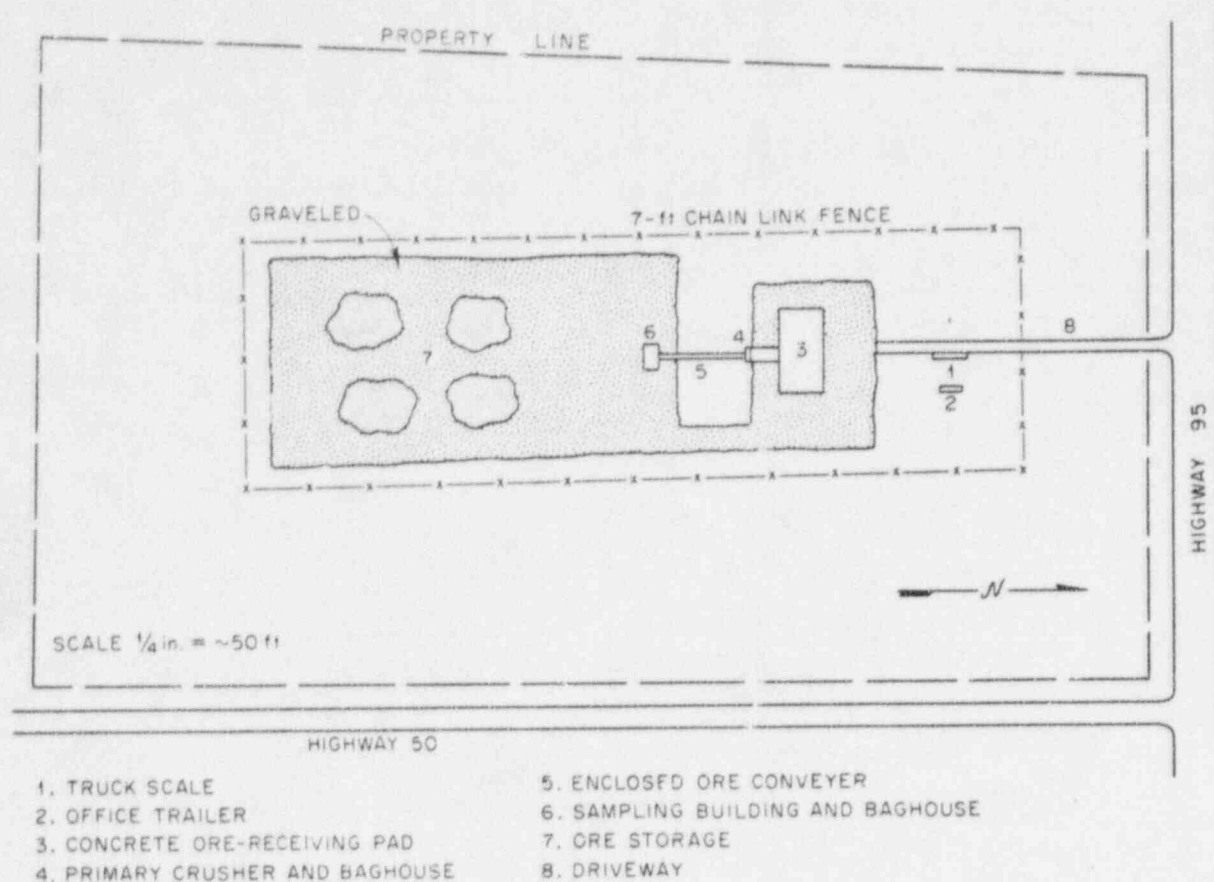 PROPERTY LINE
GRAVELED
7-ft CHAIN LINK FENCE
8
6
4
3
7
5
1
2
HIGHWAY 95
N
SCALE 1/4 in. = ~50 ft
HIGHWAY 50
1. TRUCK SCALE
2. OFFICE TRAILER
3. CONCRETE ORE-RECEIVING PAD
4. PRIMARY CRUSHER AND BAGHOUSE
5. ENCLOSED ORE CONVEYER
6. SAMPLING BUILDING AND BAGHOUSE
7. ORE STORAGE
8. DRIVEWAY